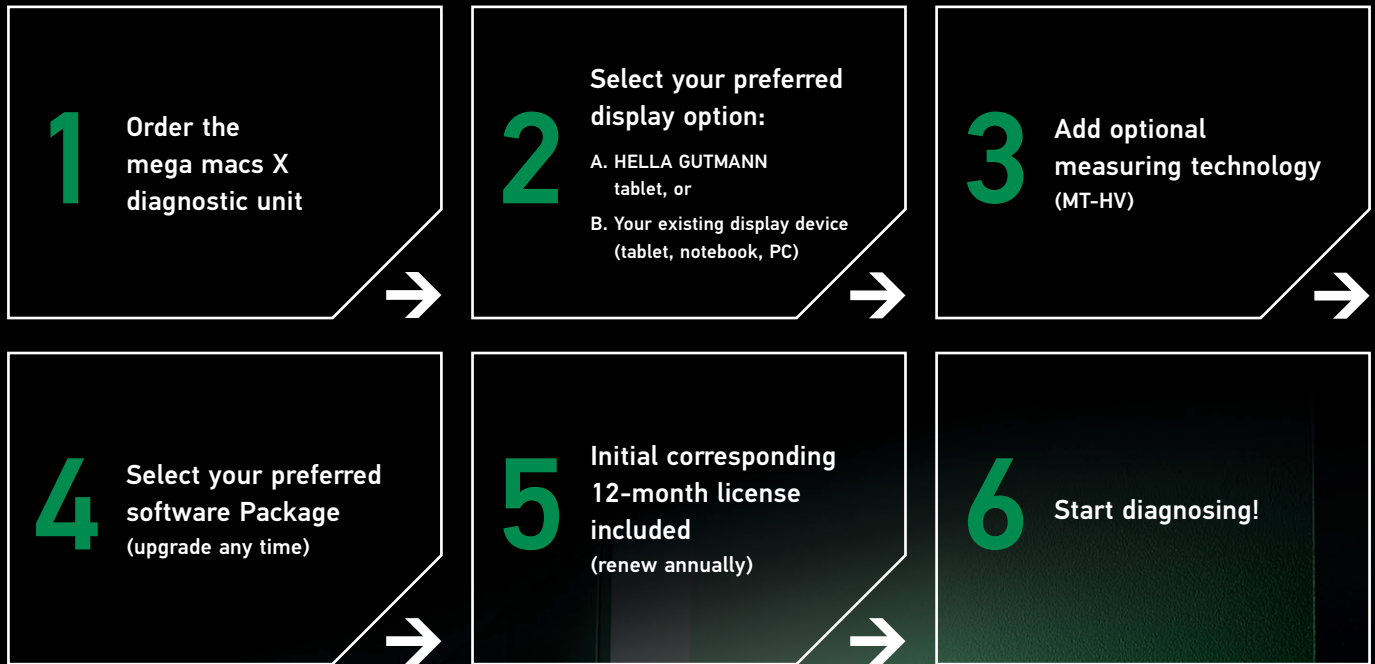 1
Order the
mega macs X
diagnostic unit
2
Select your preferred
display option:
A. HELLA GUTMANN
tablet, or
B. Your existing display device
(tablet, notebook, PC)
3
Add optional
measuring technology
(MT-HV)
4
Select your preferred
software Package
(upgrade any time)
5
Initial corresponding
12-month license
included
(renew annually)
6
Start diagnosing!